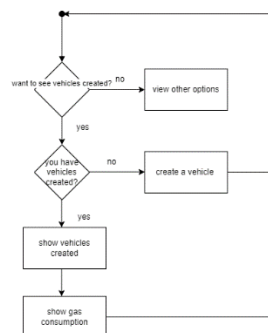 want to see vehicles created?
no
view other options
yes
you have
vehicles
created?
no
create a vehicle
yes
show vehicles
created
show gas
consumption